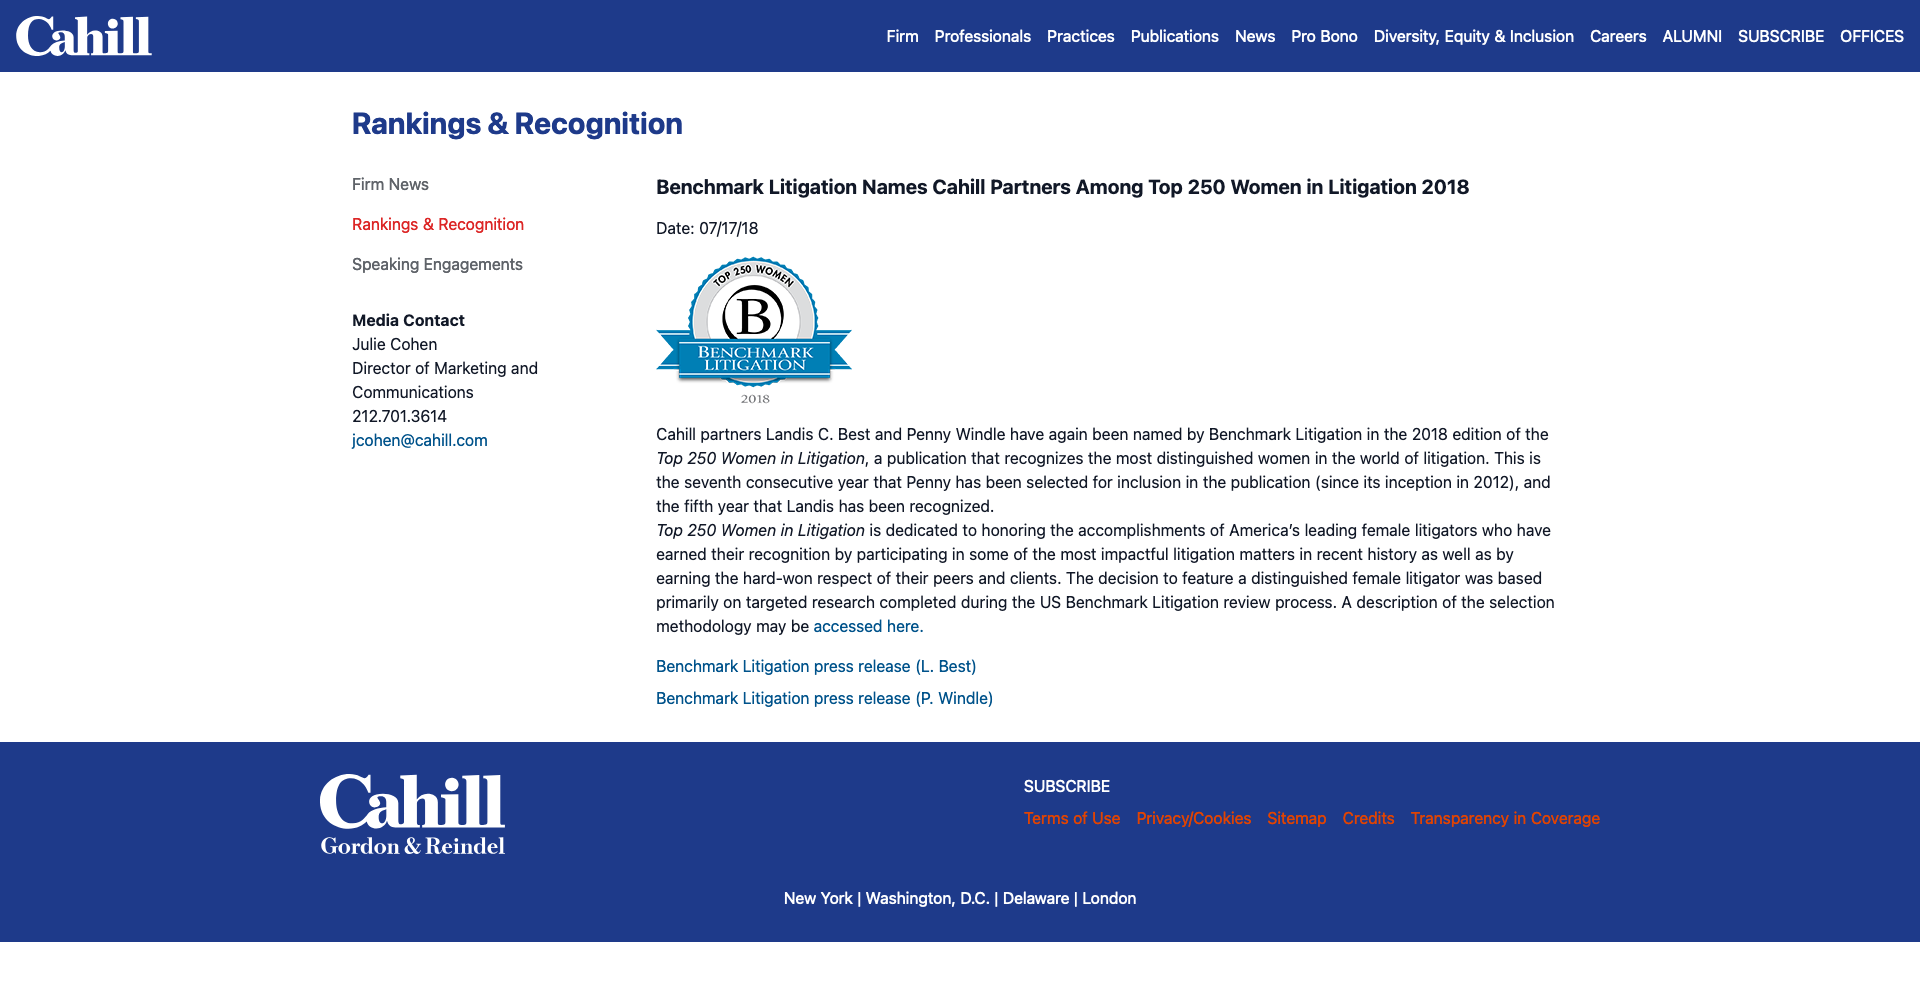 Cahill
Firm Professionals Practices Publications News Pro Bono Diversity, Equity & Inclusion Careers ALUMNI SUBSCRIBE OFFICES
Rankings & Recognition
Firm News
Rankings & Recognition
Speaking Engagements
Media Contact
Julie Cohen
Director of Marketing and
Communications
212.701.3614
jcohen@cahill.com
Benchmark Litigation Names Cahill Partners Among Top 250 Women in Litigation 2018
Date: 07/17/18
TOP 250 WOMEN
B
BENCHMARK
LITIGATION
2018
Cahill partners Landis C. Best and Penny Windle have again been named by Benchmark Litigation in the 2018 edition of the
Top 250 Women in Litigation, a publication that recognizes the most distinguished women in the world of litigation. This is
the seventh consecutive year that Penny has been selected for inclusion in the publication (since its inception in 2012), and
the fifth year that Landis has been recognized.
Top 250 Women in Litigation is dedicated to honoring the accomplishments of America’s leading female litigators who have
earned their recognition by participating in some of the most impactful litigation matters in recent history as well as by
earning the hard-won respect of their peers and clients. The decision to feature a distinguished female litigator was based
primarily on targeted research completed during the US Benchmark Litigation review process. A description of the selection
methodology may be accessed here.
Benchmark Litigation press release (L. Best)
Benchmark Litigation press release (P. Windle)
Cahill
Gordon & Reindel
SUBSCRIBE
Terms of Use Privacy/Cookies Sitemap Credits Transparency in Coverage
New York | Washington, D.C. | Delaware | London